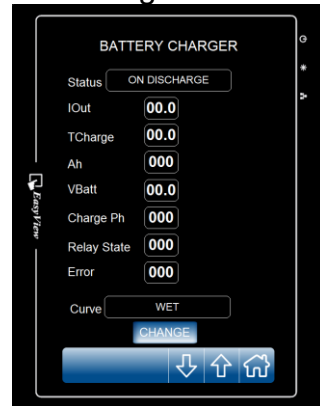 BATTERY CHARGER
Status ON DISCHARGE
IOut 00.0
TCharge 00.0
Ah 000
VBatt 00.0
Charge Ph 000
Relay State 000
Error 000
Curve WET
CHANGE
EasyView